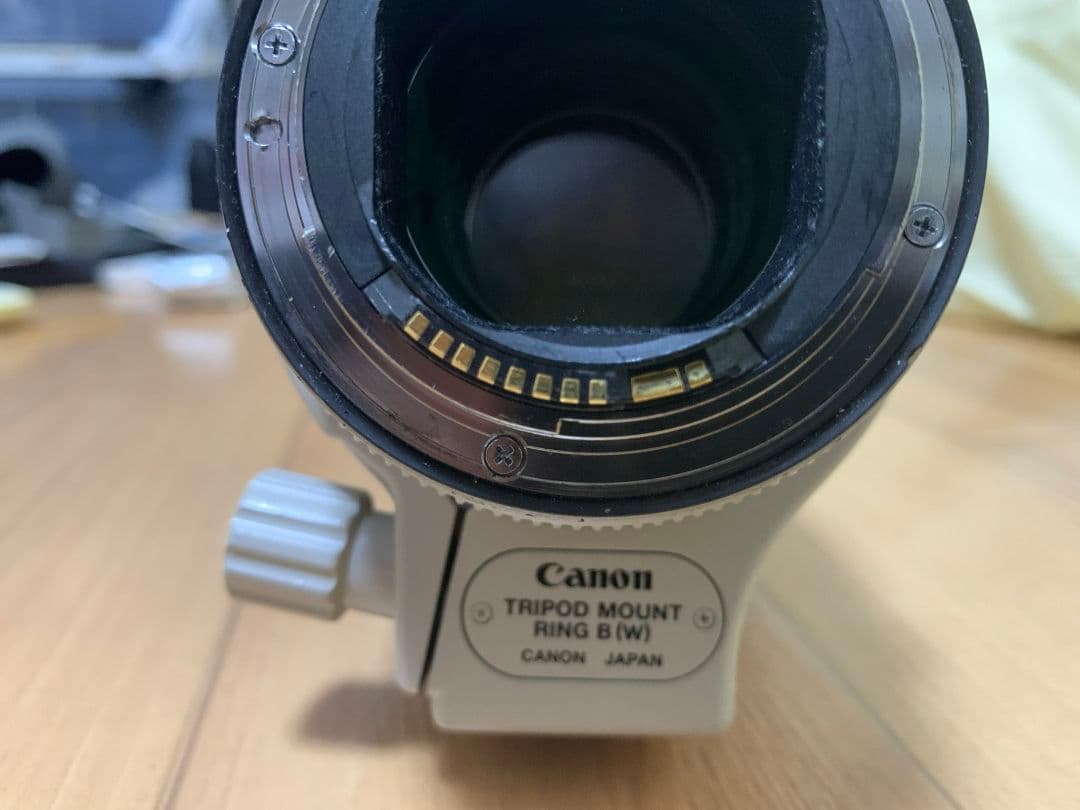 Canon
TRIPOD MOUNT
RING B (W)
CANON JAPAN